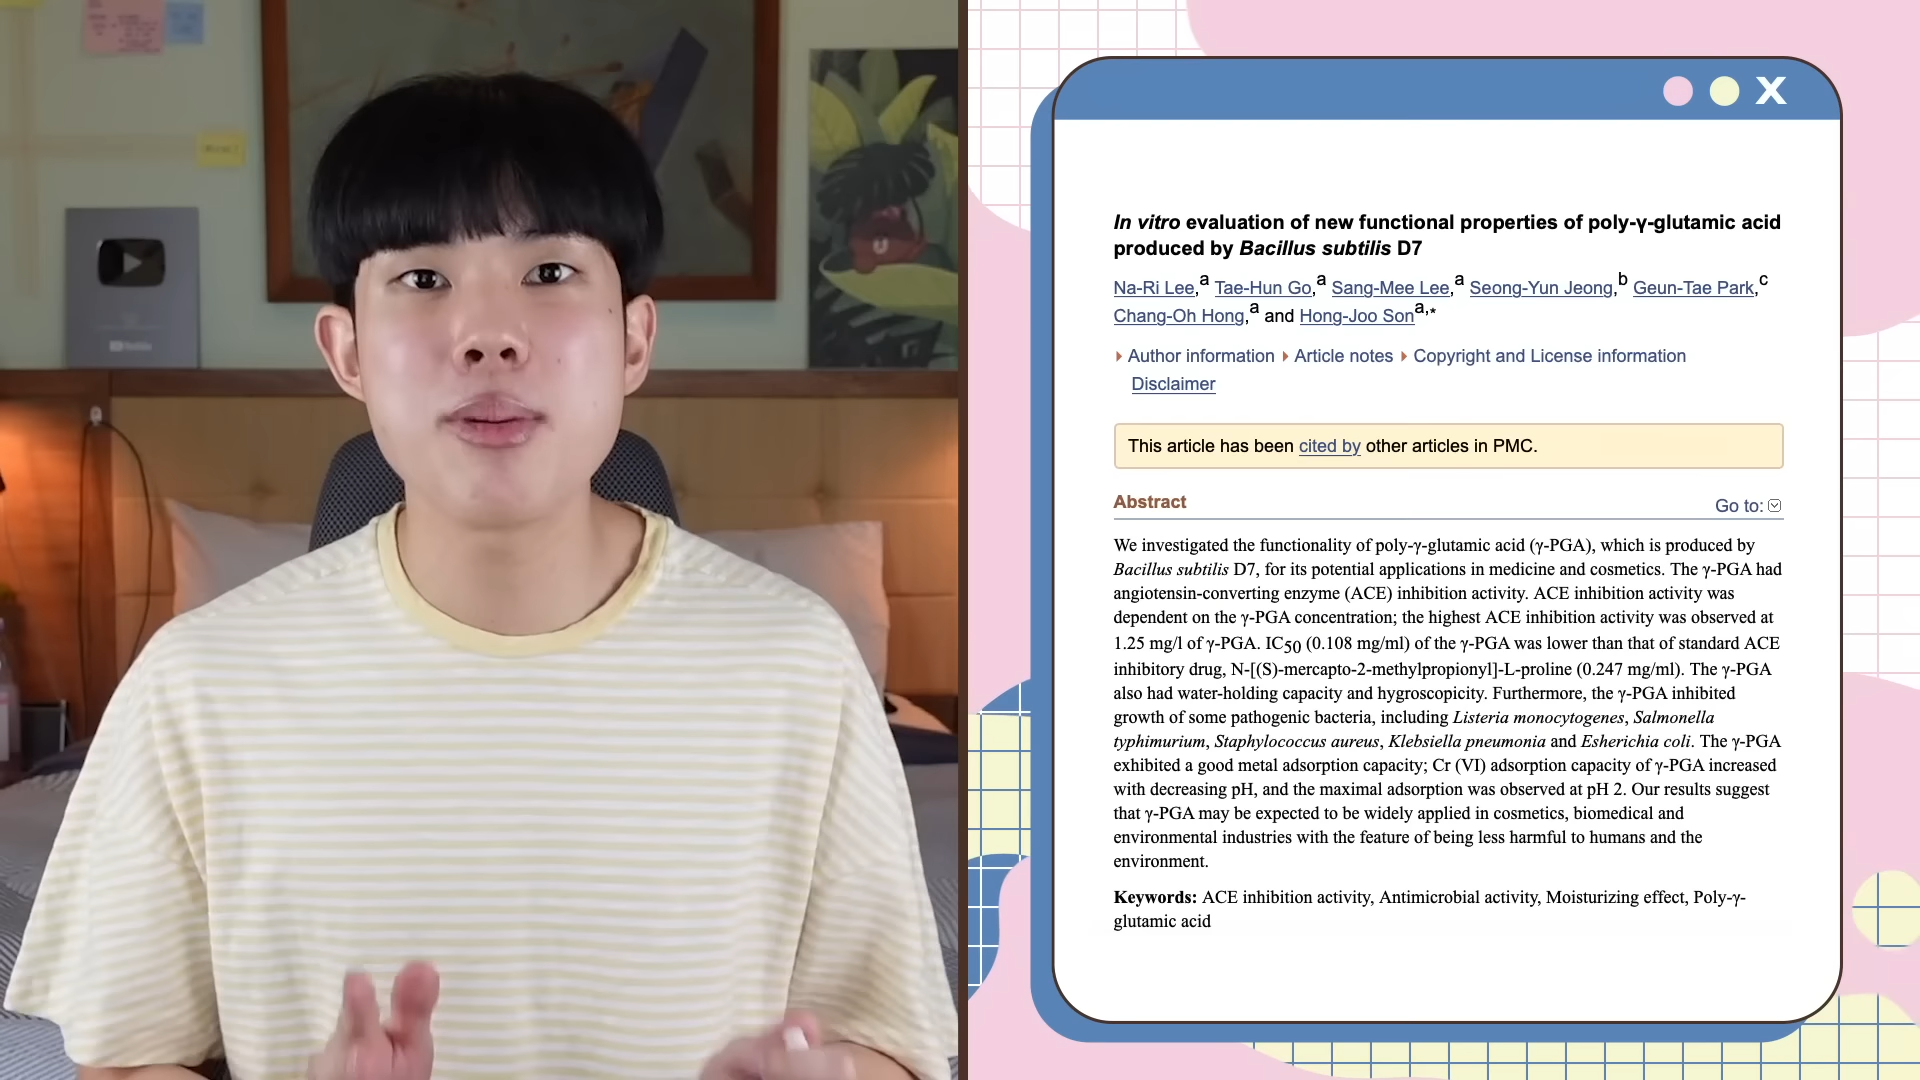 X
In vitro evaluation of new functional properties of poly-γ-glutamic acid
produced by Bacillus subtilis D7
Na-Ri Lee,a Tae-Hun Go,a Sang-Mee Lee,a Seong-Yun Jeong,b Geun-Tae Park,c
Chang-Oh Hong,a and Hong-Joo Sona,*
Author information Article notes Copyright and License information
Disclaimer
This article has been cited by other articles in PMC.
Abstract
Go to:
We investigated the functionality of poly-γ-glutamic acid (γ-PGA), which is produced by
Bacillus subtilis D7, for its potential applications in medicine and cosmetics. The γ-PGA had
angiotensin-converting enzyme (ACE) inhibition activity. ACE inhibition activity was
dependent on the γ-PGA concentration; the highest ACE inhibition activity was observed at
1.25 mg/l of γ-PGA. IC50 (0.108 mg/ml) of the γ-PGA was lower than that of standard ACE
inhibitory drug, N-[(S)-mercapto-2-methylpropionyl]-L-proline (0.247 mg/ml). The γ-PGA
also had water-holding capacity and hygroscopicity. Furthermore, the γ-PGA inhibited
growth of some pathogenic bacteria, including Listeria monocytogenes, Salmonella
typhimurium, Staphylococcus aureus, Klebsiella pneumonia and Esherichia coli. The γ-PGA
exhibited a good metal adsorption capacity; Cr (VI) adsorption capacity of γ-PGA increased
with decreasing pH, and the maximal adsorption was observed at pH 2. Our results suggest
that γ-PGA may be expected to be widely applied in cosmetics, biomedical and
environmental industries with the feature of being less harmful to humans and the
environment.
Keywords: ACE inhibition activity, Antimicrobial activity, Moisturizing effect, Poly-γ-
glutamic acid